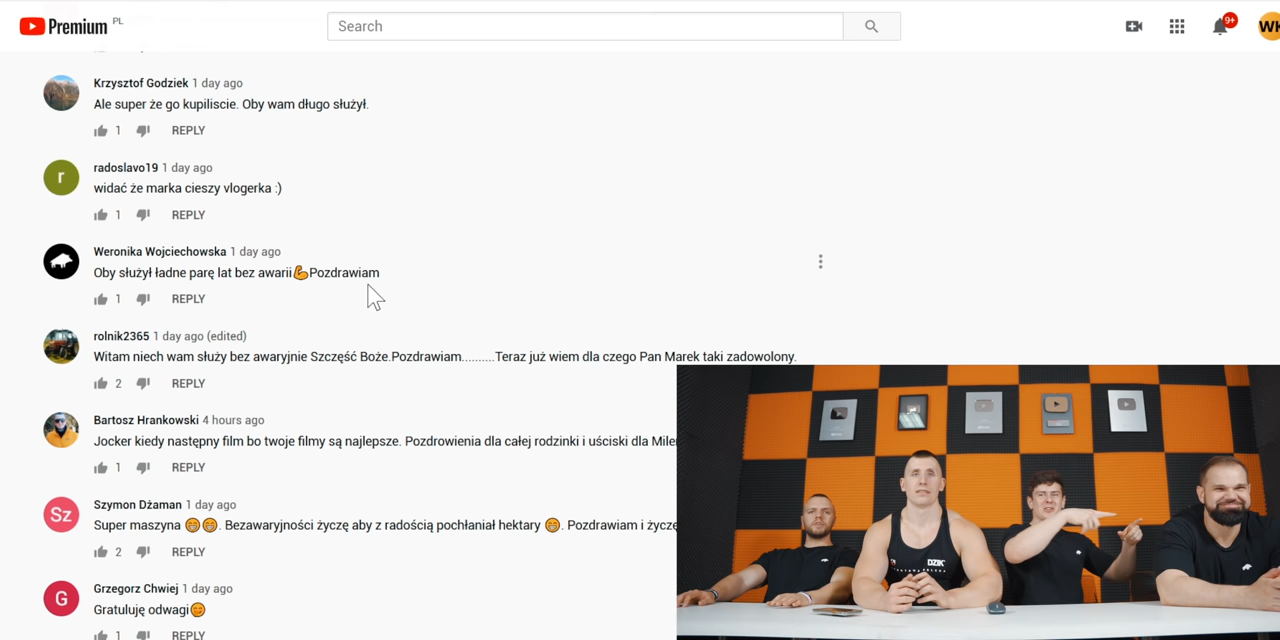 Premium PL
Search
9+
WK
Krzysztof Godziek 1 day ago
Ale super że go kupiliscie. Oby wam długo służył.
1 REPLY
radoslavo19 1 day ago
r
widać że marka cieszy vlogerka :)
1 REPLY
Weronika Wojciechowska 1 day ago
Oby służył ładne parę lat bez awarii💪Pozdrawiam
1 REPLY
rolnik2365 1 day ago (edited)
Witam niech wam służy bez awaryjnie Szczęść Boże.Pozdrawiam..........Teraz już wiem dla czego Pan Marek taki zadowolony.
2 REPLY
Bartosz Hrankowski 4 hours ago
Jocker kiedy następny film bo twoje filmy są najlepsze. Pozdrowienia dla całej rodzinki i uściski dla Miler
1 REPLY
Szymon Dżaman 1 day ago
Sz
Super maszyna 😁😁. Bezawaryjności życzę aby z radością pochłaniał hektary 😁. Pozdrawiam i życzę
2 REPLY
Grzegorz Chwiej 1 day ago
G
Gratuluję odwagi😊
1 REPLY
DZIK